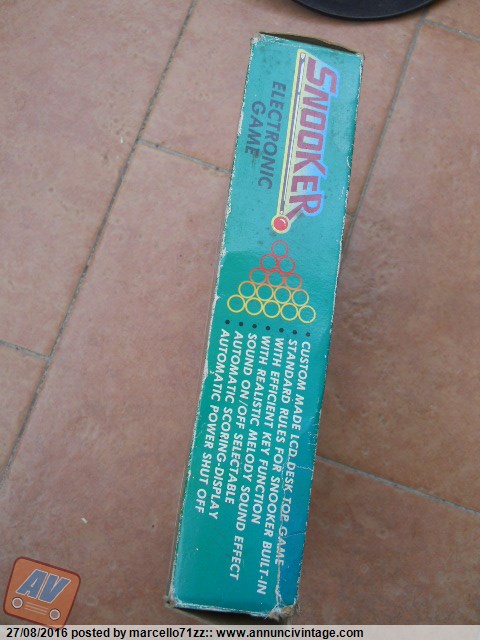 SNOOKER
ELECTRONIC
GAME
• CUSTOM MADE LCD DESK TOP GAME
• STANDARD RULES FOR SNOOKER BUILT-IN
• WITH EFFICIENT KEY FUNCTION
• WITH REALISTIC MELODY SOUND EFFECT
• SOUND ON/OFF SELECTABLE
• AUTOMATIC SCORING-DISPLAY
• AUTOMATIC POWER SHUT OFF
AV
27/08/2016 posted by marcello71zz:: www.annuncivintage.com